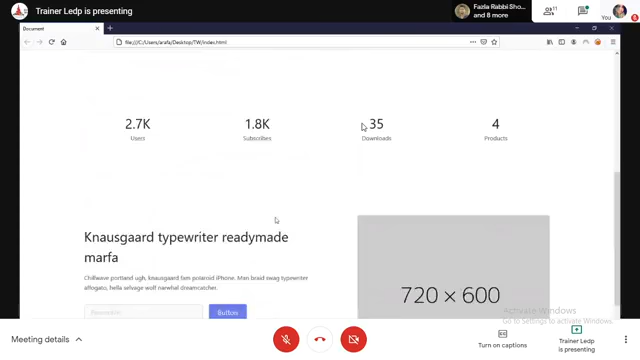 Trainer Ledp is presenting
Fazla Rabbi Sho...
and 8 more
11
You
Document
file:///C:/Users/arafa/Desktop/TW/index.html
2.7K
Users
1.8K
Subscribes
35
Downloads
4
Products
Knausgaard typewriter readymade
marfa
Chillwave portland ugh, knausgaard fam polaroid iPhone. Man braid swag typewriter
affogato, hella selvage wolf narwhal dreamcatcher.
Button
720 × 600
Activate Windows
Go to Settings to activate Windows.
Meeting details
Turn on captions
Trainer Ledp
is presenting